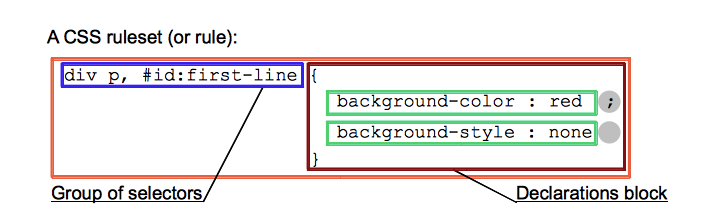 A CSS ruleset (or rule):
div p, #id:first-line {
background-color : red ;
background-style : none
}
Group of selectors
Declarations block